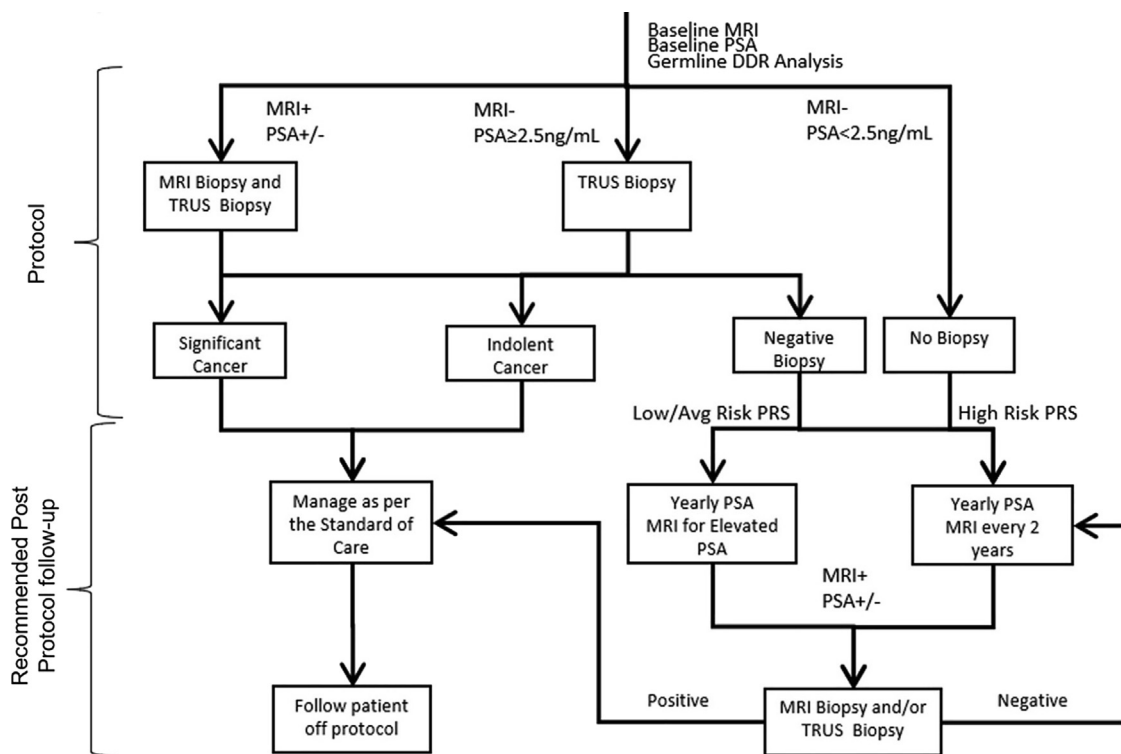 Baseline MRI
Baseline PSA
Germline DDR Analysis
MRI+
PSA+/-
MRI-
PSA≥2.5ng/mL
MRI-
PSA<2.5ng/mL
Protocol
MRI Biopsy and
TRUS Biopsy
TRUS Biopsy
Significant
Cancer
Indolent
Cancer
Negative
Biopsy
No Biopsy
Low/Avg Risk PRS
High Risk PRS
Recommended Post
Protocol follow-up
Manage as per
the Standard of
Care
Yearly PSA
MRI for Elevated
PSA
Yearly PSA
MRI every 2
years
MRI+
PSA+/-
Follow patient
off protocol
Positive
MRI Biopsy and/or
TRUS Biopsy
Negative